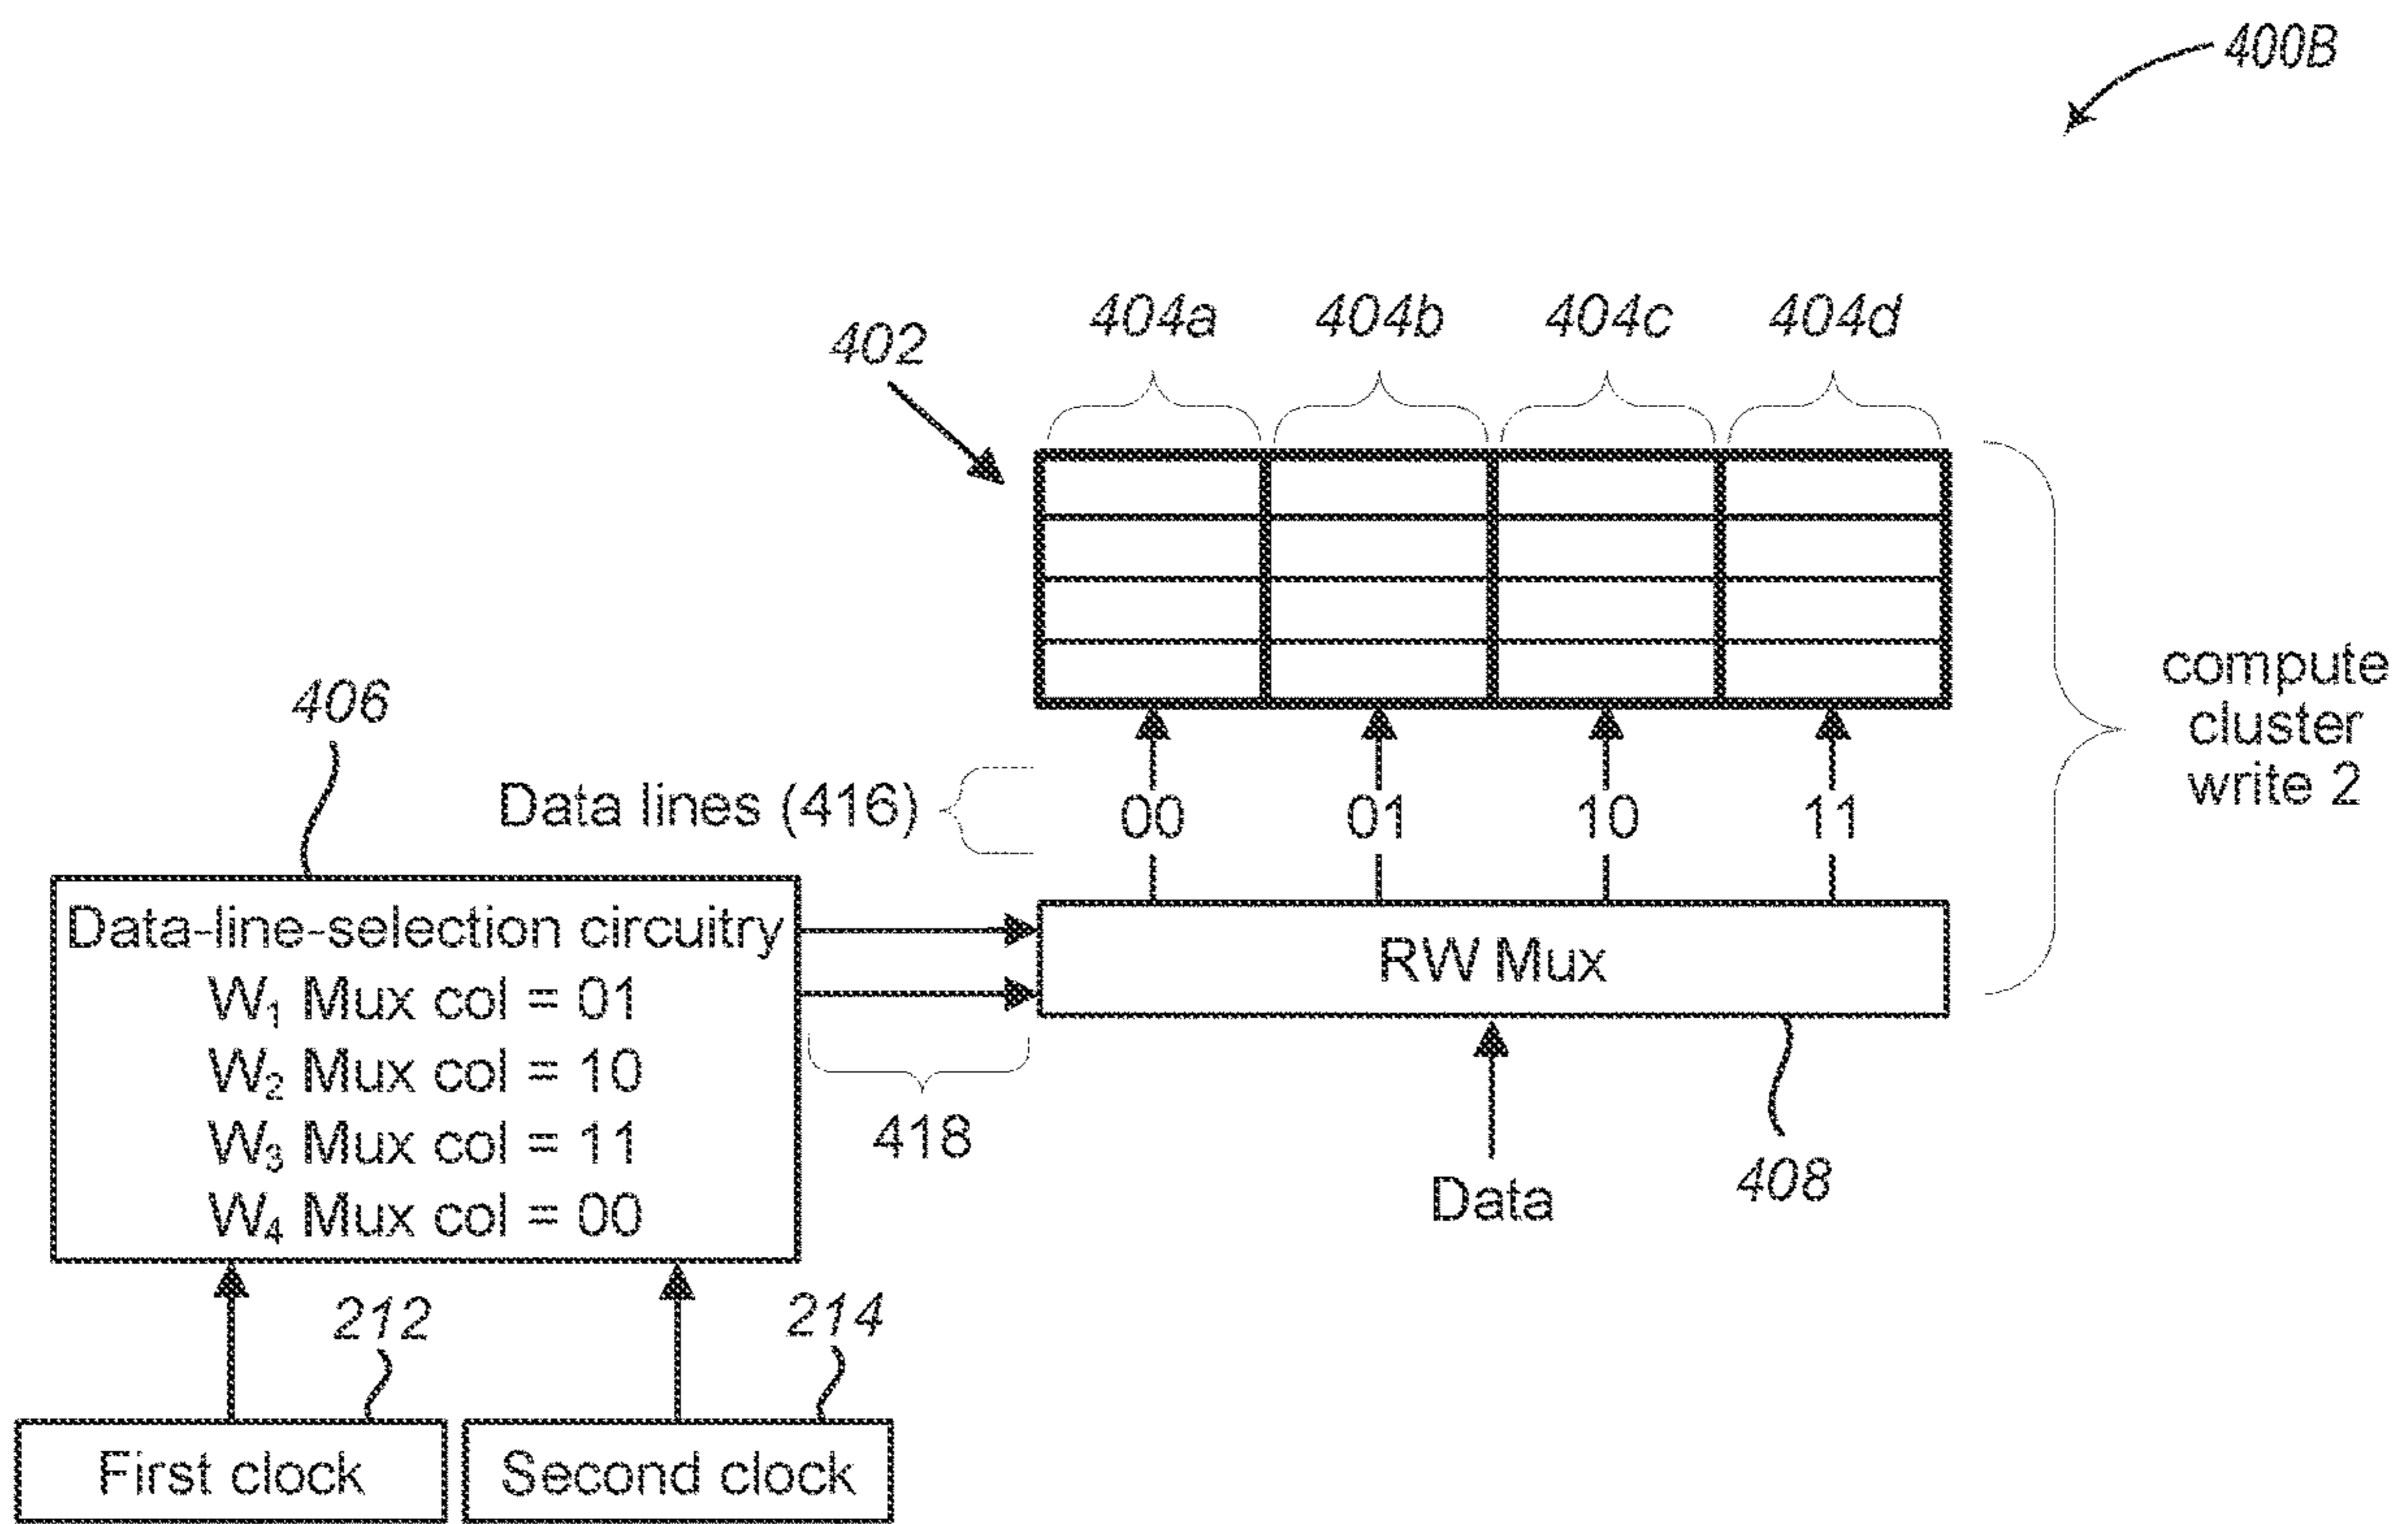 400B
404a 404b 404c 404d
402
406
compute
cluster
write 2
Data lines (416)
00 01 10 11
Data-line-selection circuitry
W₁ Mux col = 01
W₂ Mux col = 10
W₃ Mux col = 11
W₄ Mux col = 00
RW Mux
418
Data
408
212
214
First clock
Second clock